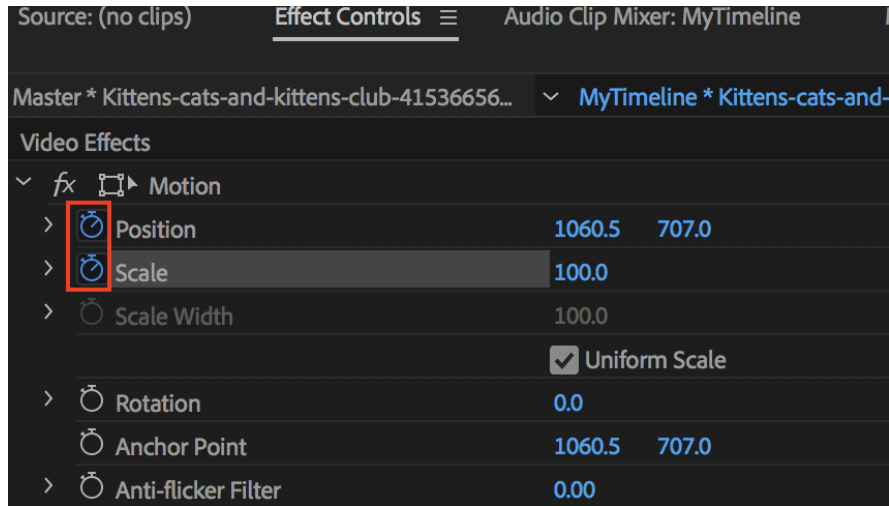 Source: (no clips) Effect Controls Audio Clip Mixer: MyTimeline
Master * Kittens-cats-and-kittens-club-41536656... MyTimeline * Kittens-cats-and-
Video Effects
fx Motion
Position 1060.5 707.0
Scale 100.0
Scale Width 100.0
Uniform Scale
Rotation 0.0
Anchor Point 1060.5 707.0
Anti-flicker Filter 0.00